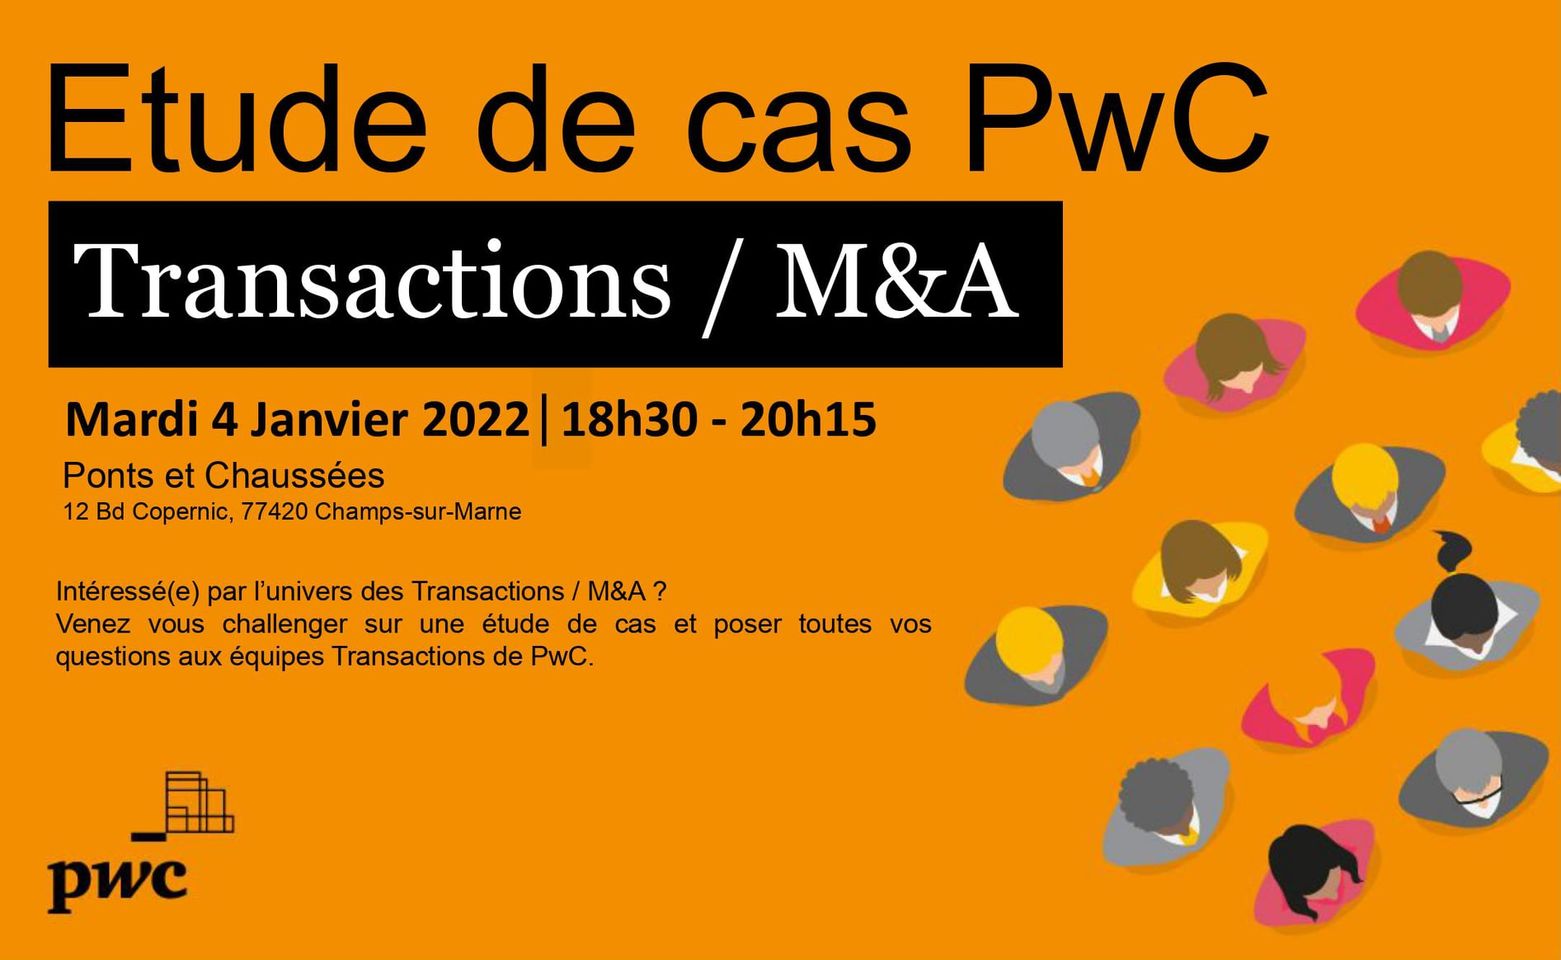 Etude de cas PwC
Transactions / M&A
Mardi 4 Janvier 2022|18h30 - 20h15
Ponts et Chaussées
12 Bd Copernic, 77420 Champs-sur-Marne
Intéressé(e) par l’univers des Transactions / M&A ?
Venez vous challenger sur une étude de cas et poser toutes vos
questions aux équipes Transactions de PwC.
pwc